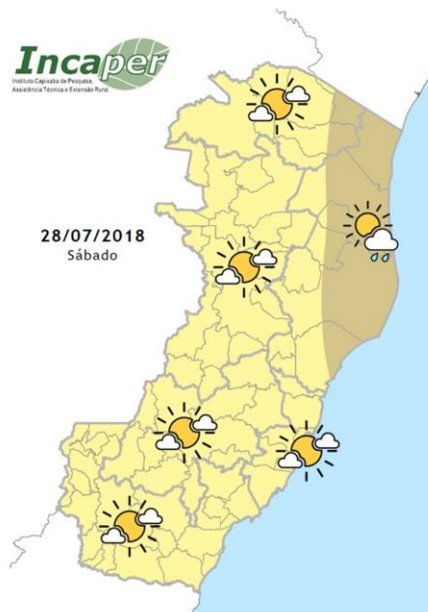 Incaper
Instituto Capixaba de Pesquisa,
Assistência Técnica e Extensão Rural
28/07/2018
Sábado